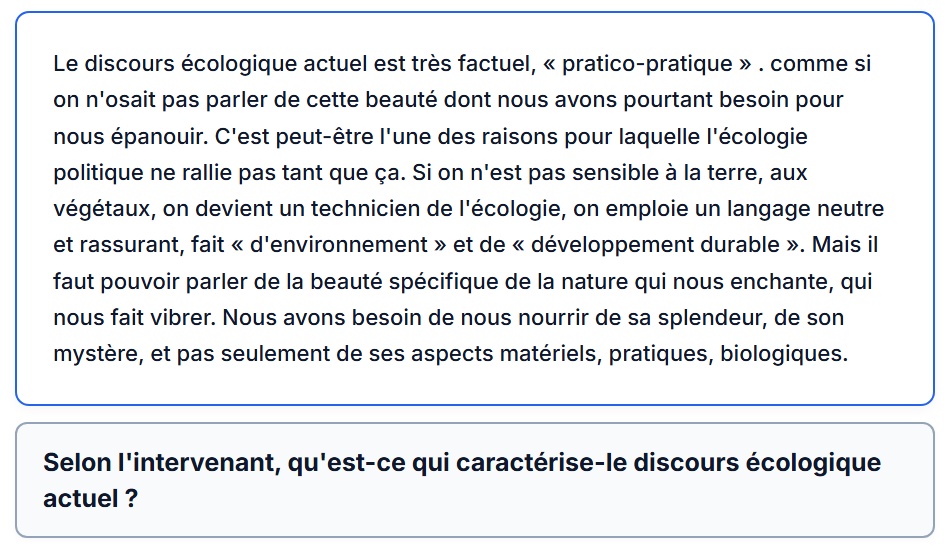 Le discours écologique actuel est très factuel, « pratico-pratique » . comme si
on n'osait pas parler de cette beauté dont nous avons pourtant besoin pour
nous épanouir. C'est peut-être l'une des raisons pour laquelle l'écologie
politique ne rallie pas tant que ça. Si on n'est pas sensible à la terre, aux
végétaux, on devient un technicien de l'écologie, on emploie un langage neutre
et rassurant, fait « d'environnement » et de « développement durable ». Mais il
faut pouvoir parler de la beauté spécifique de la nature qui nous enchante, qui
nous fait vibrer. Nous avons besoin de nous nourrir de sa splendeur, de son
mystère, et pas seulement de ses aspects matériels, pratiques, biologiques.
Selon l'intervenant, qu'est-ce qui caractérise-le discours écologique
actuel ?